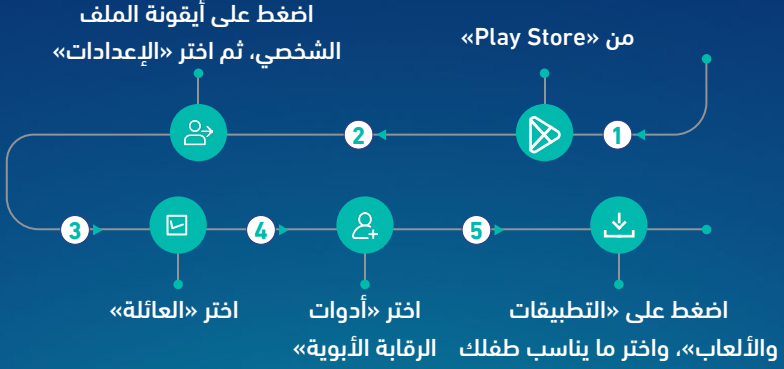 1
من «Play Store»
2
اضغط على أيقونة الملف
الشخصي، ثم اختر «الإعدادات»
3
اختر «العائلة»
4
اختر «أدوات
الرقابة الأبوية»
5
اضغط على «التطبيقات
والألعاب»، واختر ما يناسب طفلك